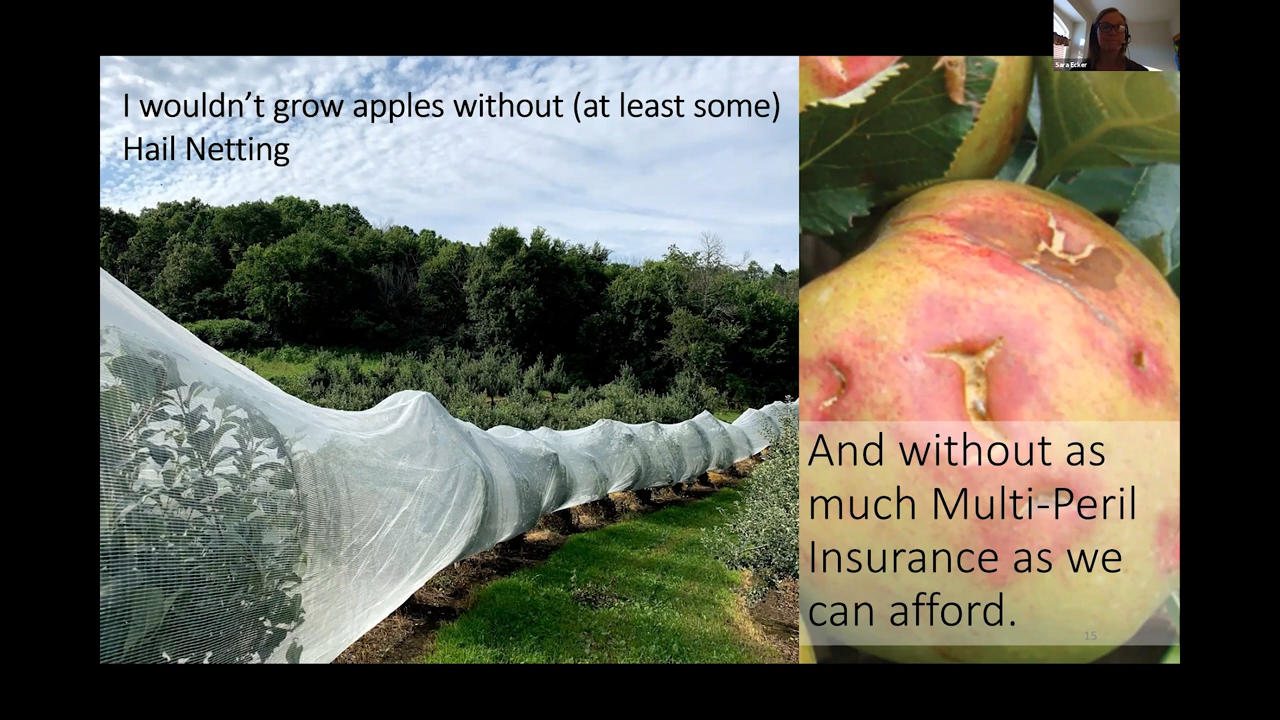 Sara Ecker
I wouldn’t grow apples without (at least some)
Hail Netting
And without as
much Multi-Peril
Insurance as we
can afford.
15